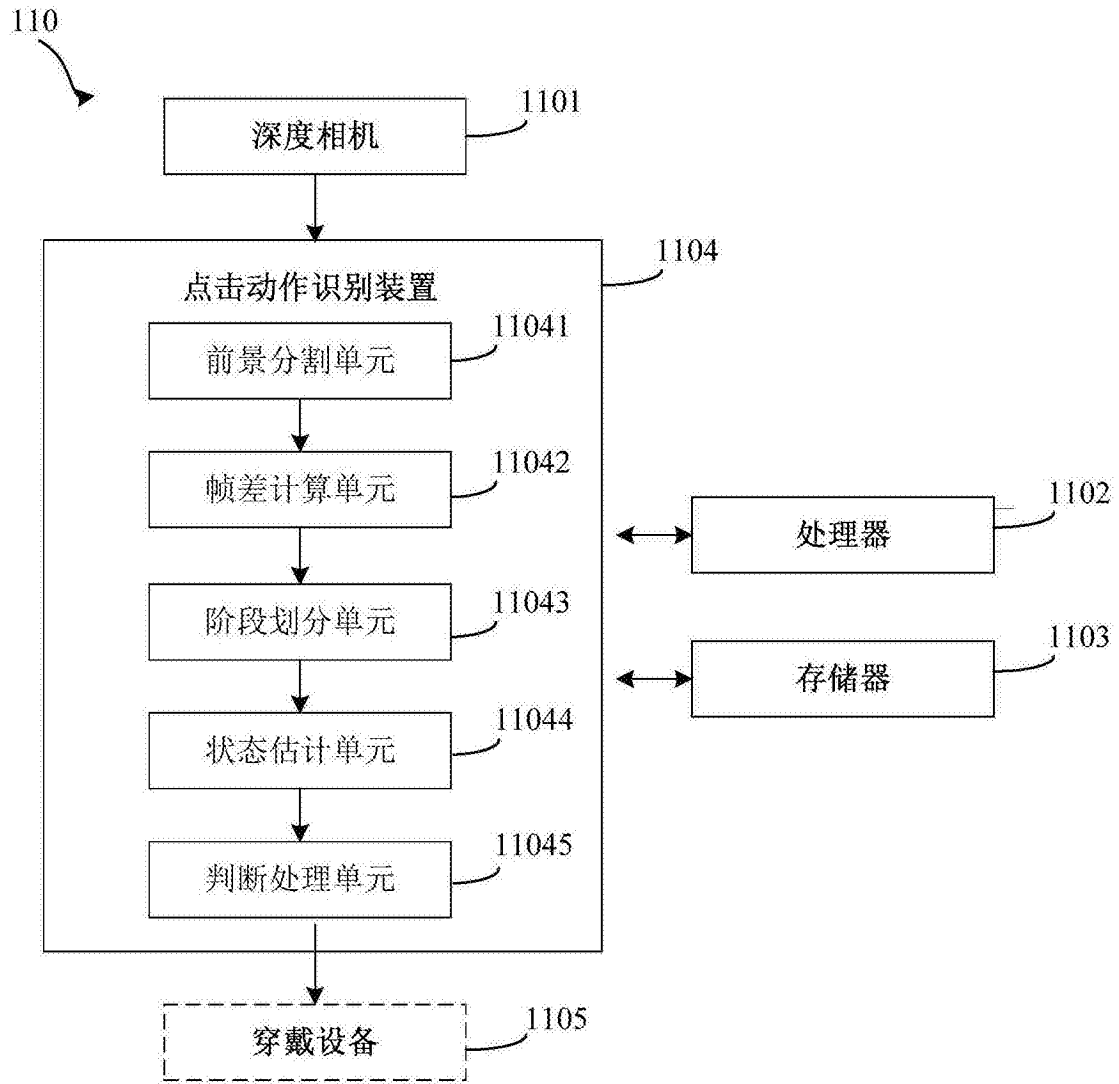 110
1101
深度相机
1104
点击动作识别装置
11041
前景分割单元
11042
帧差计算单元
1102
处理器
11043
阶段划分单元
1103
存储器
11044
状态估计单元
11045
判断处理单元
1105
穿戴设备